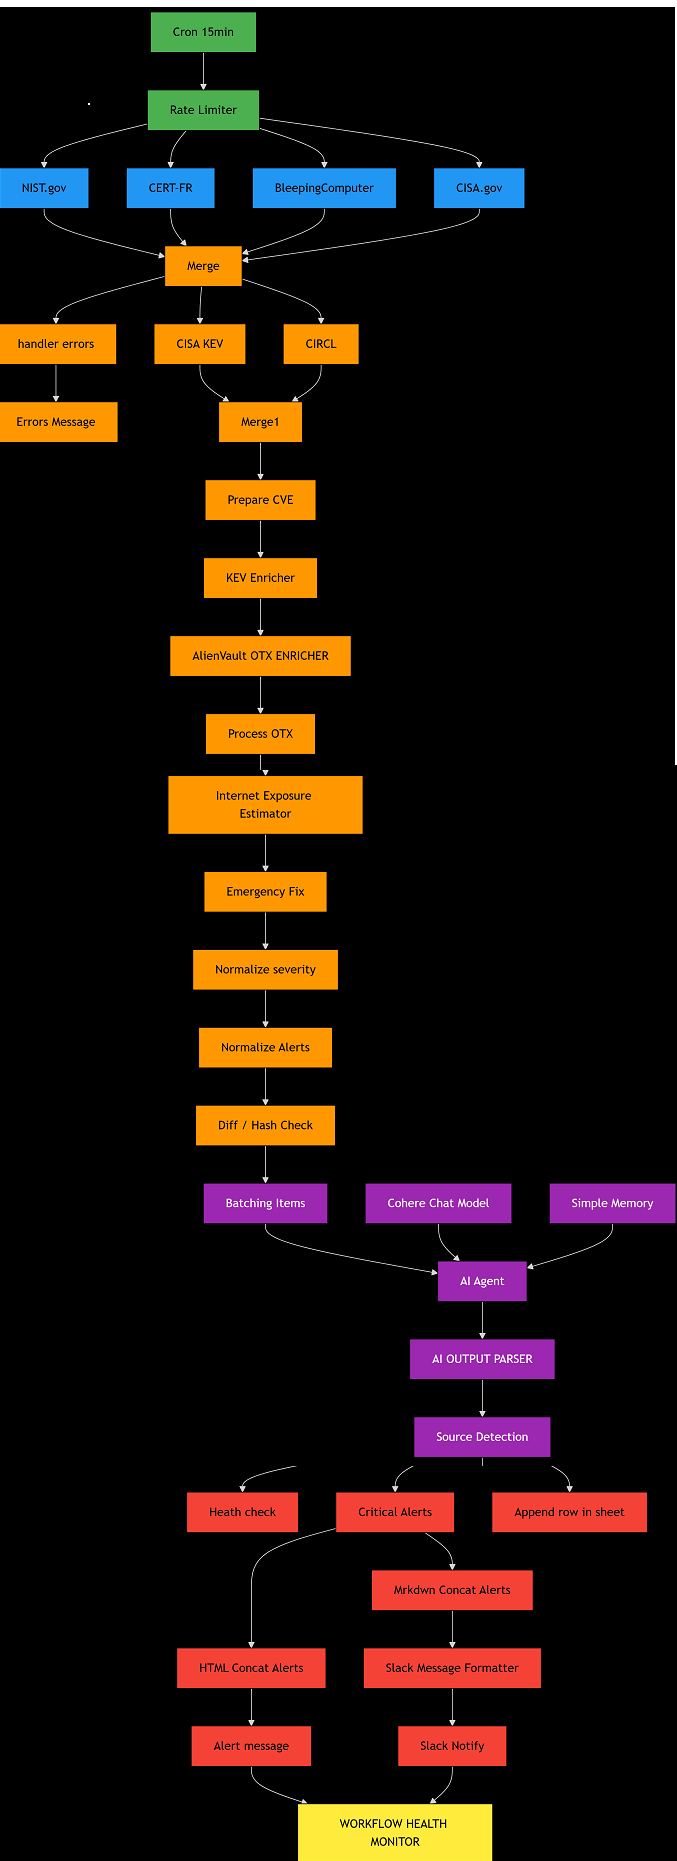 Cron 15min
Rate Limiter
NIST.gov
CERT-FR
BleepingComputer
CISA.gov
Merge
handler errors
CISA KEV
CIRCL
Errors Message
Merge1
Prepare CVE
KEV Enricher
AlienVault OTX ENRICHER
Process OTX
Internet Exposure
Estimator
Emergency Fix
Normalize severity
Normalize Alerts
Diff / Hash Check
Batching Items
Cohere Chat Model
Simple Memory
AI Agent
AI OUTPUT PARSER
Source Detection
Heath check
Critical Alerts
Append row in sheet
Mrkdwn Concat Alerts
HTML Concat Alerts
Slack Message Formatter
Alert message
Slack Notify
WORKFLOW HEALTH
MONITOR